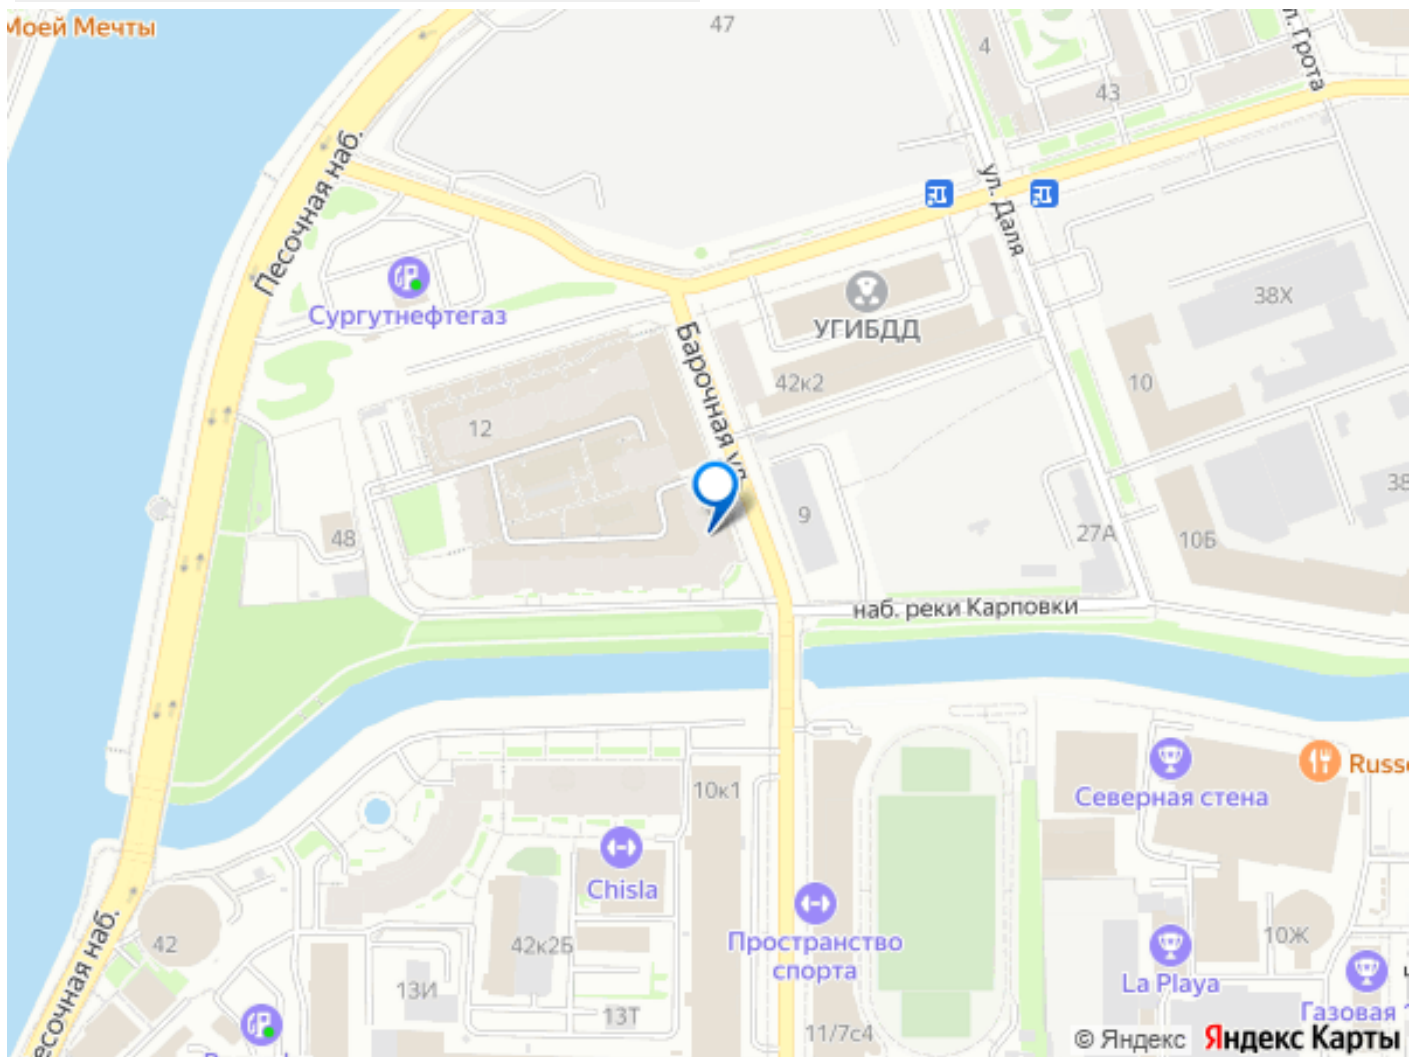 Моей Мечты
47
4
43
ул. Грота
Песочная наб.
ул. Даля
Сургутнефтегаз
УГИБДД
38Х
Барочная ул.
42к2
10
12
9
48
27А
10Б
38
наб. реки Карповки
10к1
Северная стена
Russo
Chisla
Пространство
спорта
42
42к2Б
10Ж
La Playa
Песочная наб.
13И
13Т
11/7с4
Газовая 1
© Яндекс Яндекс Карты